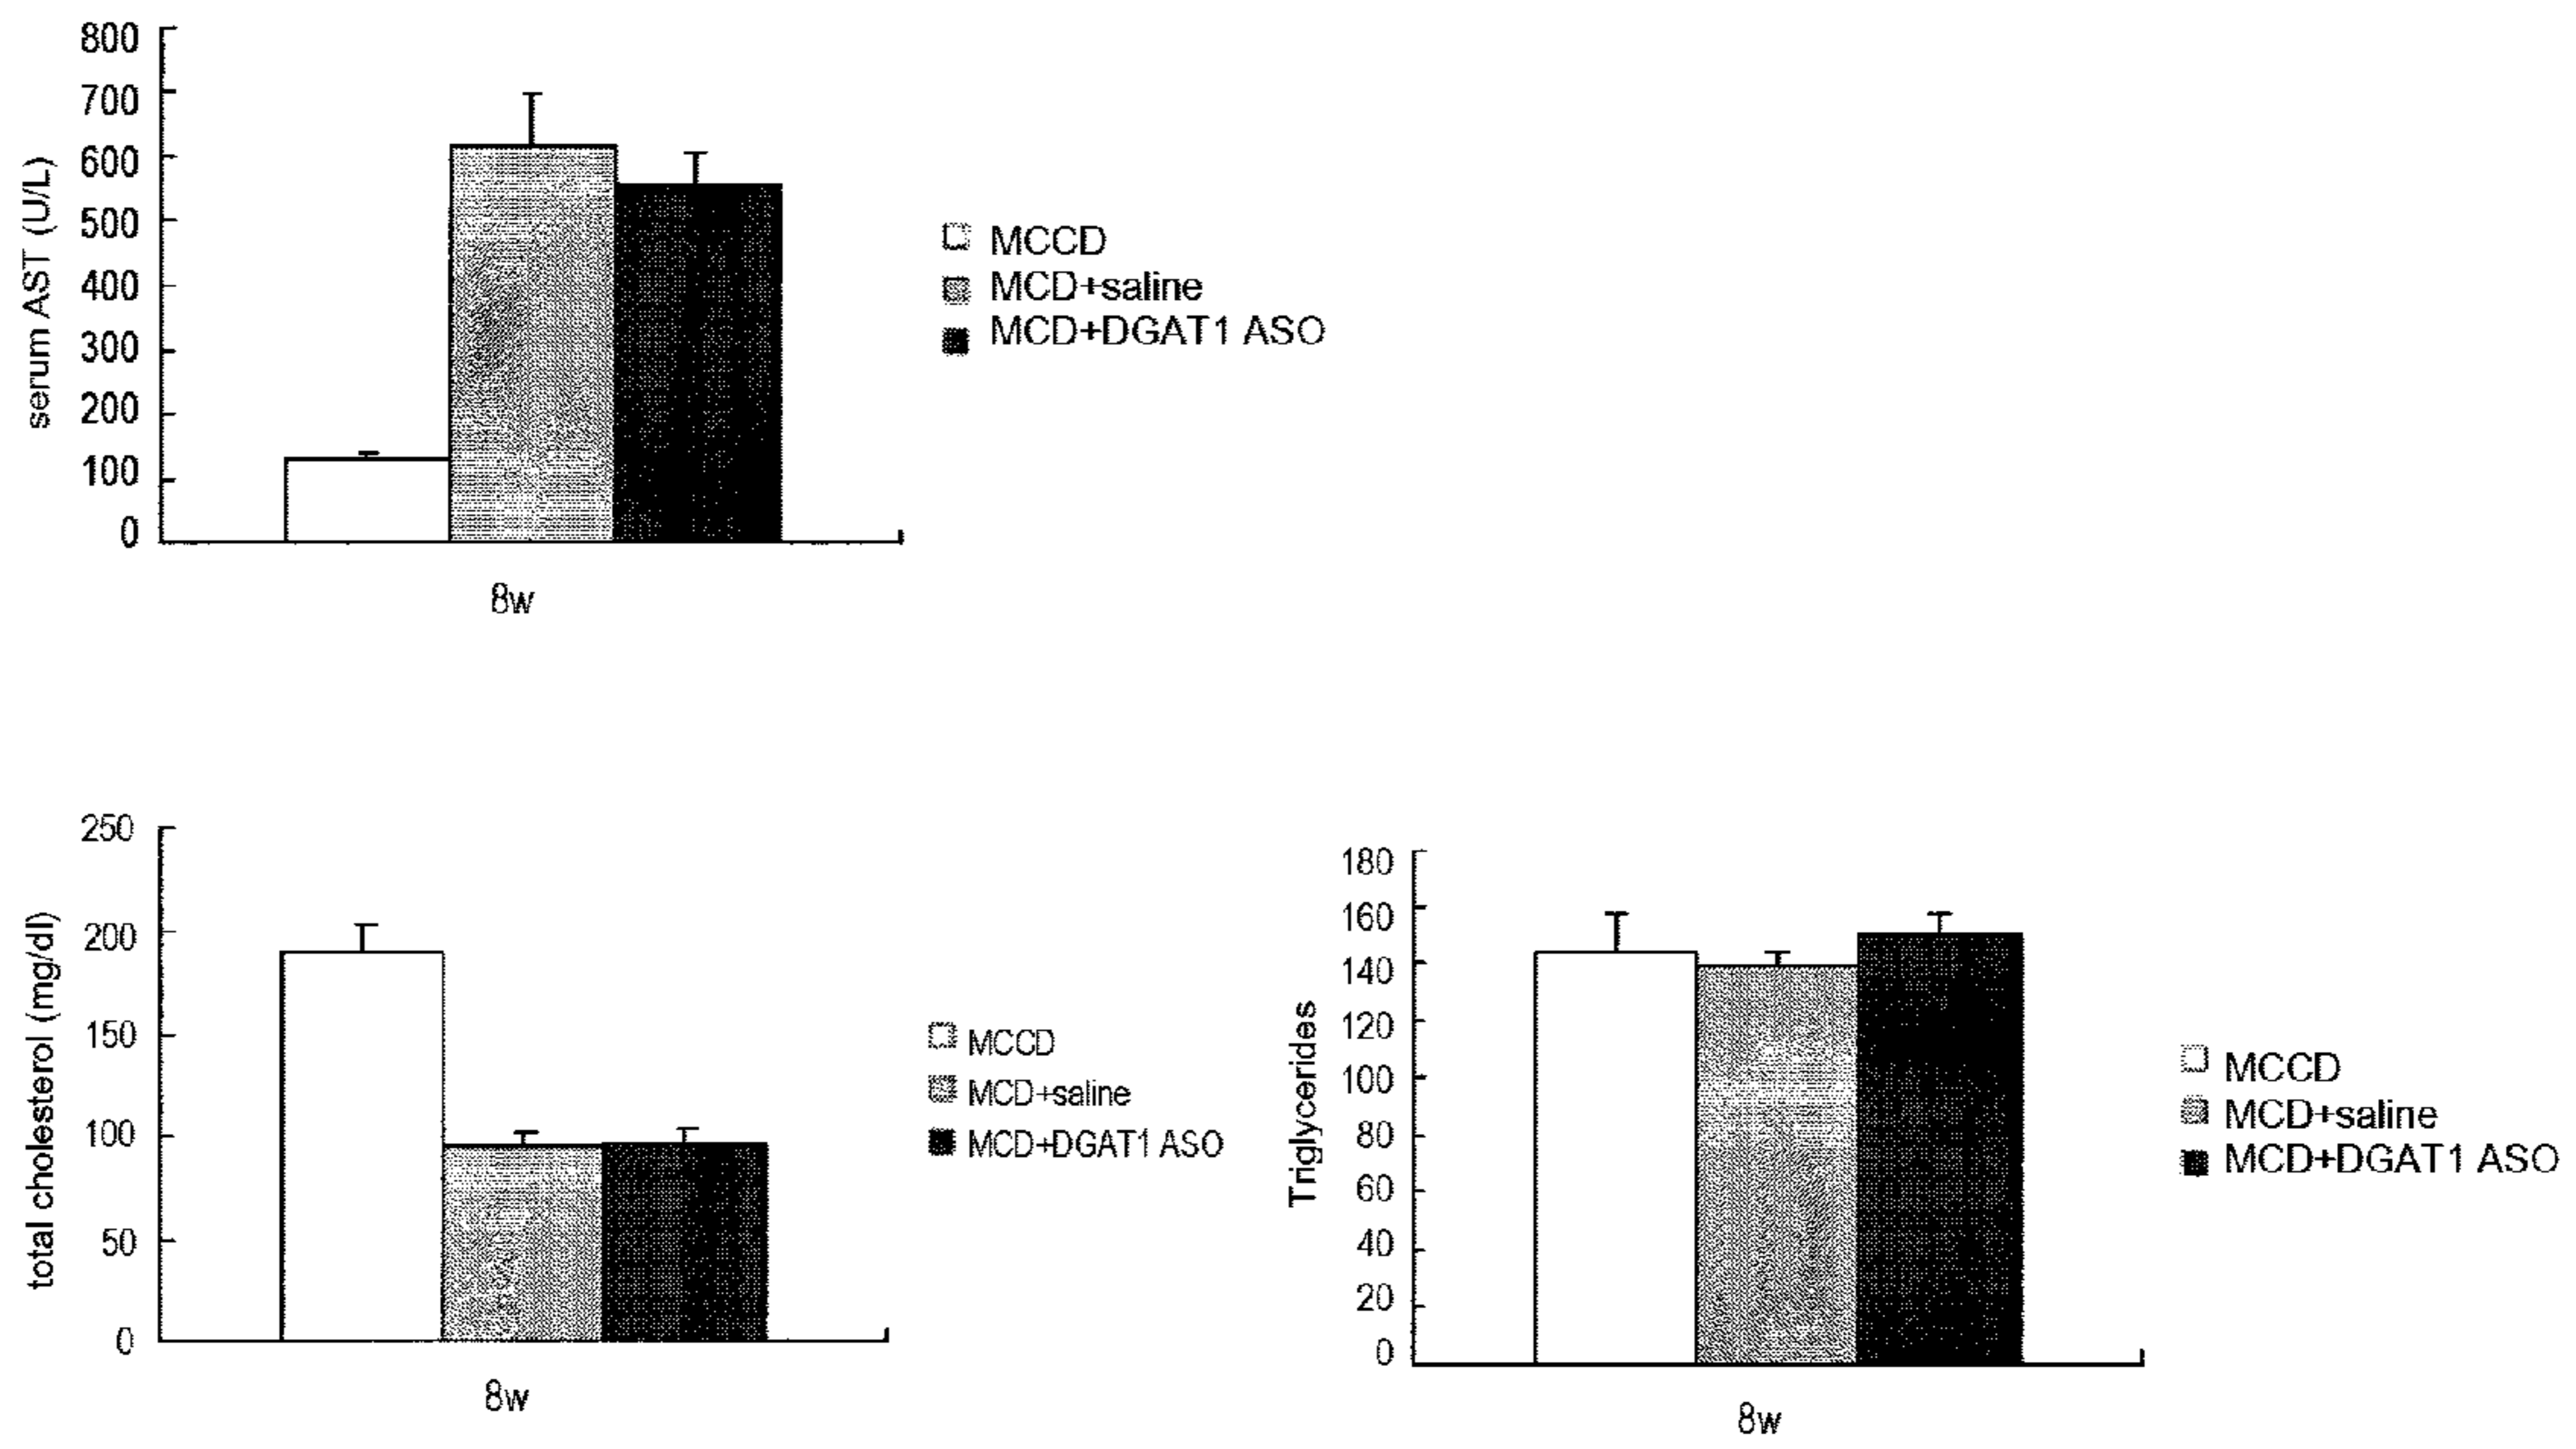 800
700
600
500
400
300
200
100
0
serum AST (U/L)
8w
MCCD
MCD+saline
MCD+DGAT1 ASO
250
200
150
100
50
0
total cholesterol (mg/dl)
8w
MCCD
MCD+saline
MCD+DGAT1 ASO
180
160
140
120
100
80
60
40
20
0
Triglycerides
8w
MCCD
MCD+saline
MCD+DGAT1 ASO